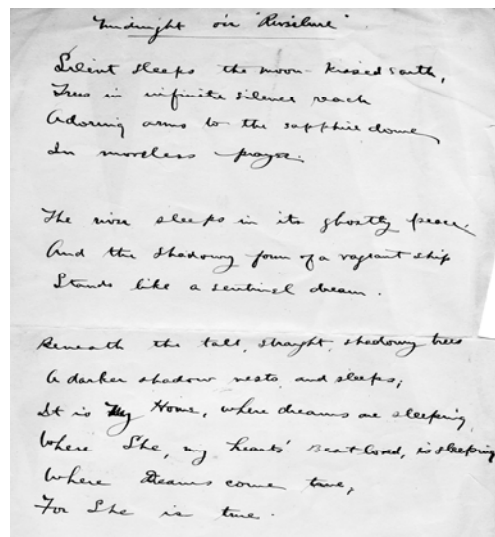 Midnight on "Riverine"
Silent sleeps the moon-kissed earth,
Trees in infinite silence reach
Adoring arms to the sapphire dome,
In wordless prayer.
The river sleeps in its ghostly peace.
And the shadowy form of a vagrant ship
Stands like a sentinel dream.
Beneath the tall, straight, shadowy trees
A darker shadow rests, and sleeps;
It is My Home, where dreams are sleeping
Where She, my hearts' Best loved, is sleeping
Where Dreams come true,
For She is true.